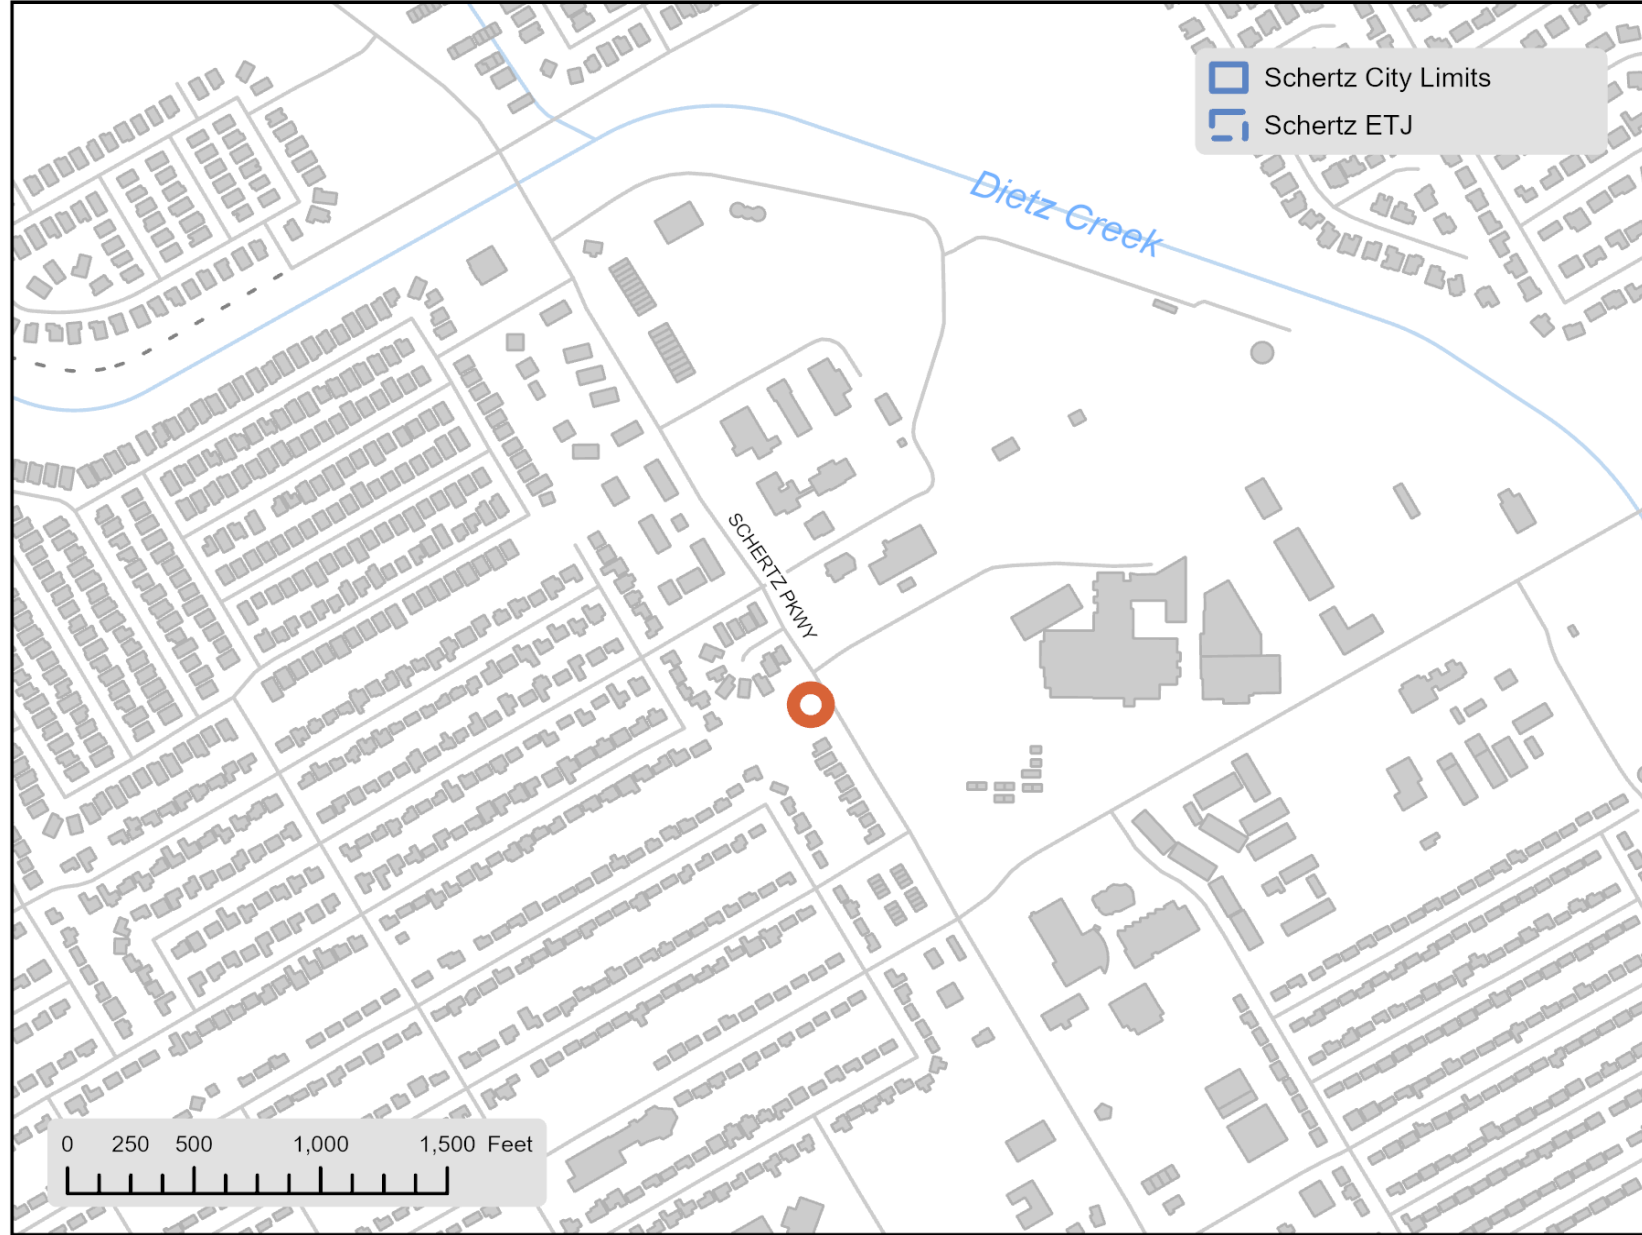 Schertz City Limits
Schertz ETJ
Dietz Creek
SCHERTZ PKWY
0 250 500 1,000 1,500 Feet